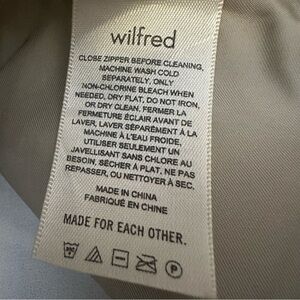 wilfred
CLOSE ZIPPER BEFORE CLEANING,
MACHINE WASH COLD
SEPARATELY, ONLY
NON-CHLORINE BLEACH WHEN
NEEDED, DRY FLAT, DO NOT IRON,
OR DRY CLEAN. FERMER LA
FERMETURE ÉCLAIR AVANT DE
LAVER, LAVER SÉPARÉMENT À LA
MACHINE À L'EAU FROIDE,
UTILISER SEULEMENT UN
JAVELLISANT SANS CHLORE AU
BESOIN, SÉCHER À PLAT, NE PAS
REPASSER, OU NETTOYER À SEC.
MADE IN CHINA
FABRIQUÉ EN CHINE
MADE FOR EACH OTHER.
P